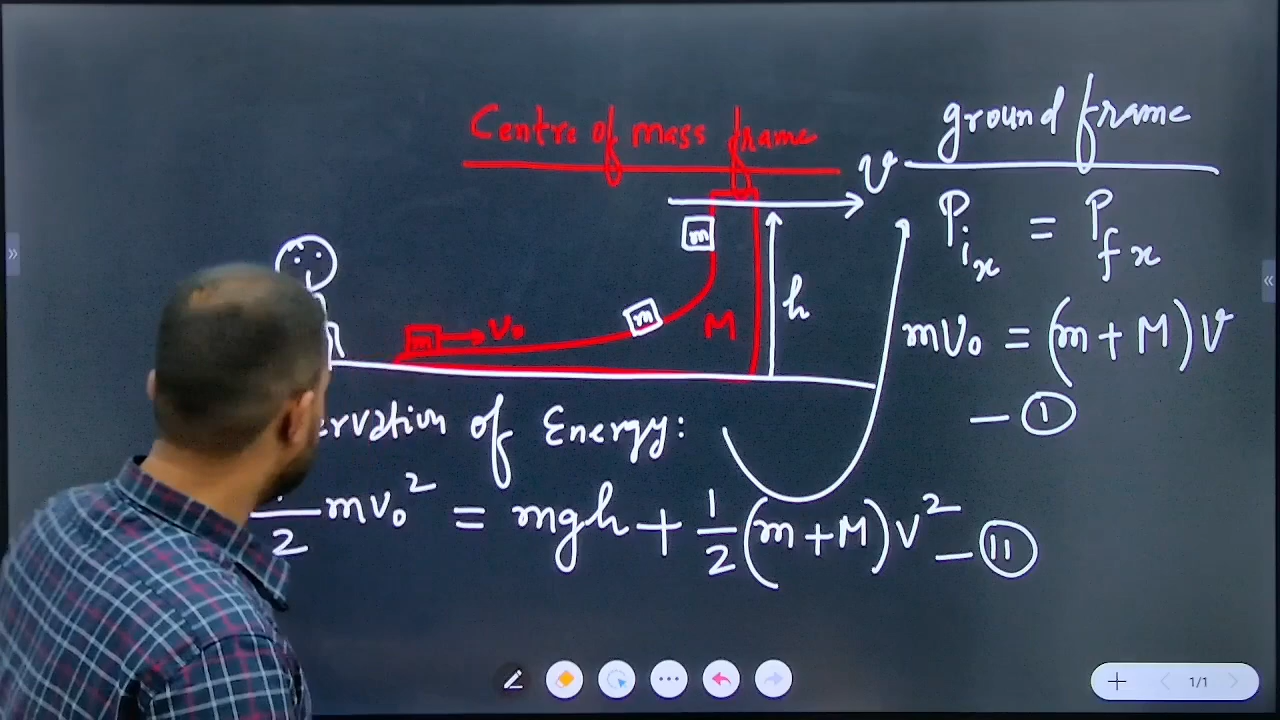 Centre of mass frame
ground frame
v
P_ix = P_fx
m
h
m
M
m v₀
mv₀ = (m+M)v
— ①
ervation of Energy:
2 mv₀² = mgh + 1/2 (m+M)v² — ⑪
1/1